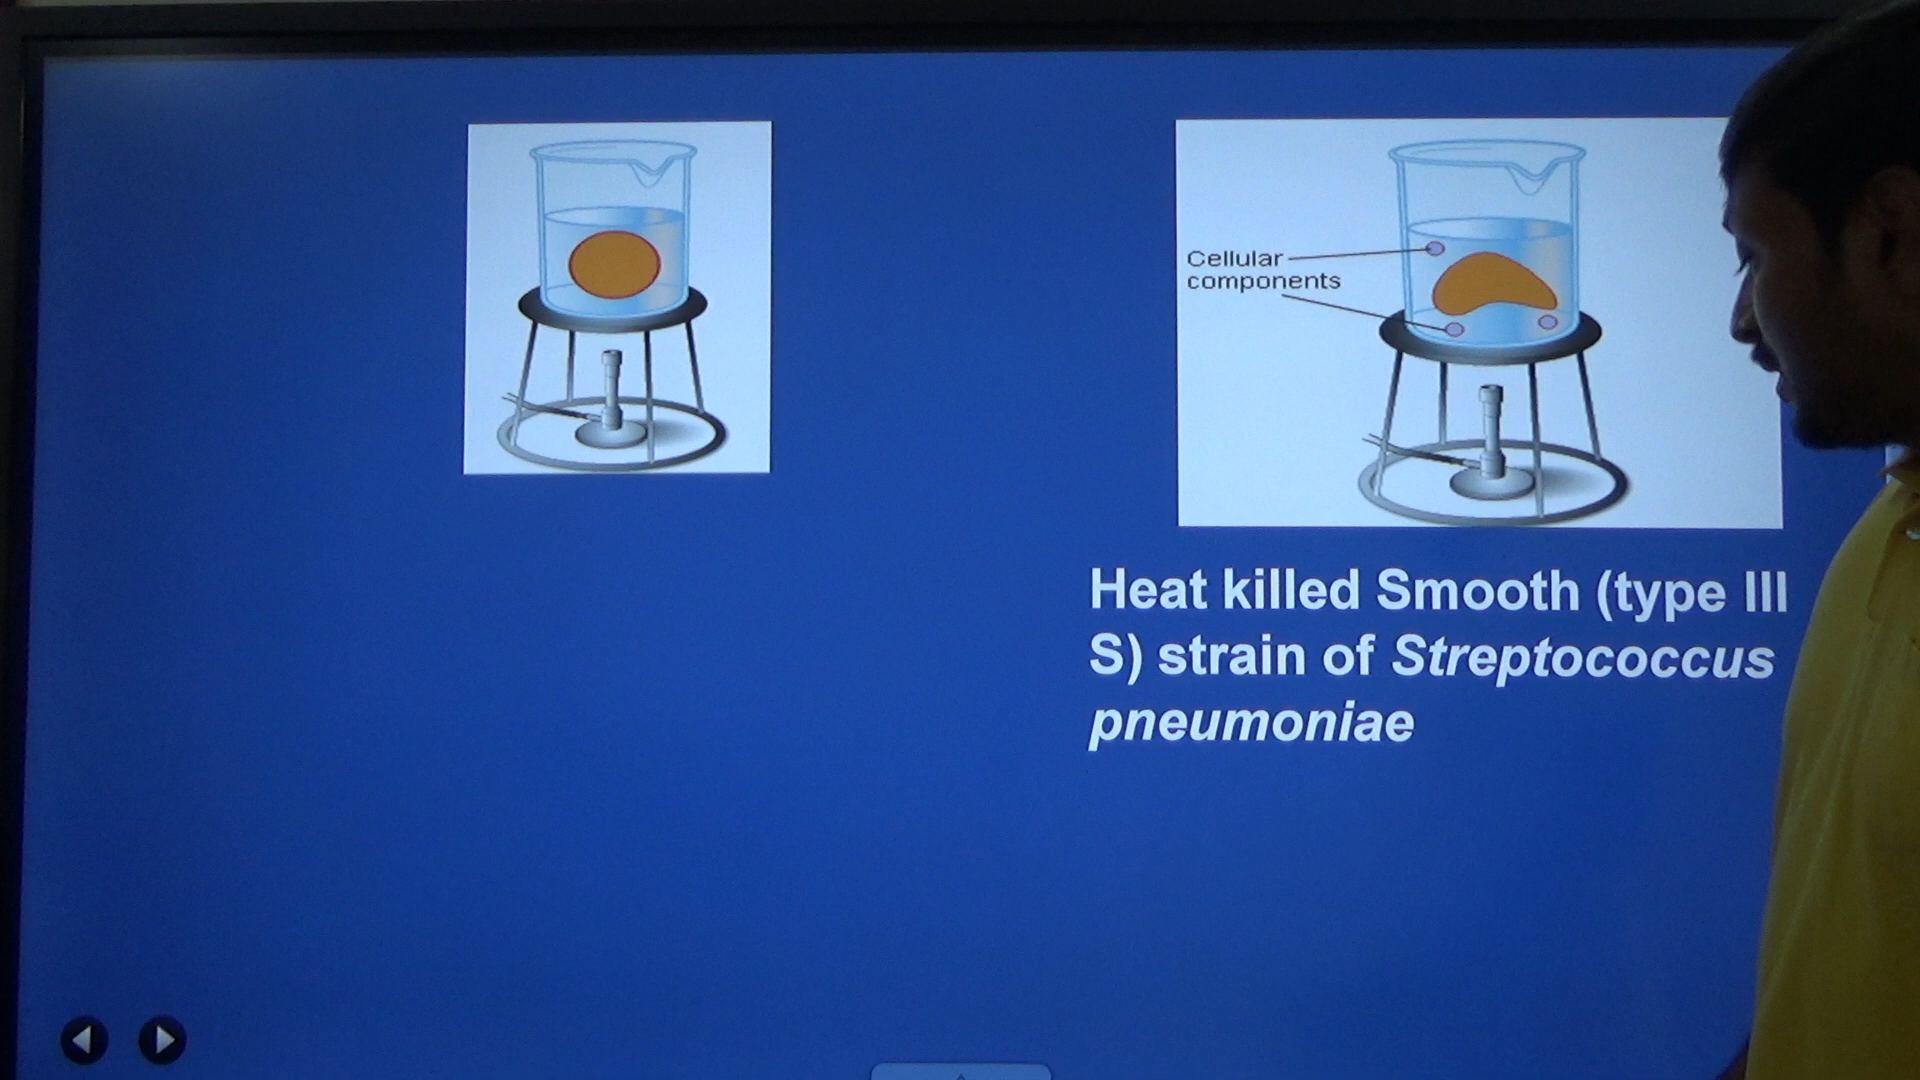 Cellular
components
Heat killed Smooth (type III
S) strain of Streptococcus
pneumoniae